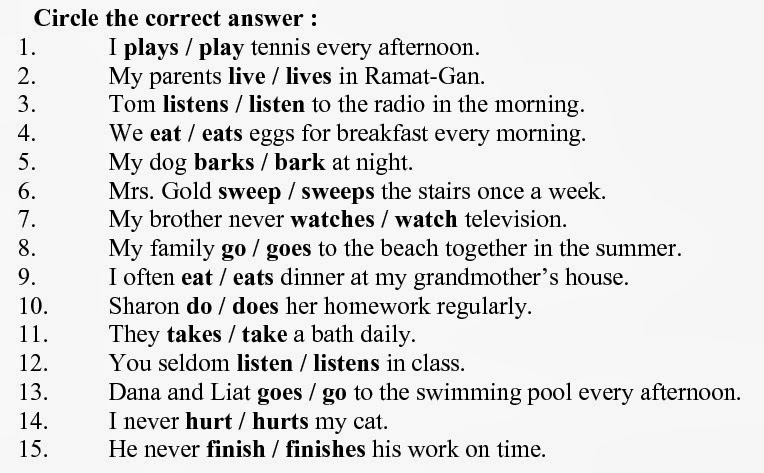 Circle the correct answer :
1. I plays / play tennis every afternoon.
2. My parents live / lives in Ramat-Gan.
3. Tom listens / listen to the radio in the morning.
4. We eat / eats eggs for breakfast every morning.
5. My dog barks / bark at night.
6. Mrs. Gold sweep / sweeps the stairs once a week.
7. My brother never watches / watch television.
8. My family go / goes to the beach together in the summer.
9. I often eat / eats dinner at my grandmother’s house.
10. Sharon do / does her homework regularly.
11. They takes / take a bath daily.
12. You seldom listen / listens in class.
13. Dana and Liat goes / go to the swimming pool every afternoon.
14. I never hurt / hurts my cat.
15. He never finish / finishes his work on time.